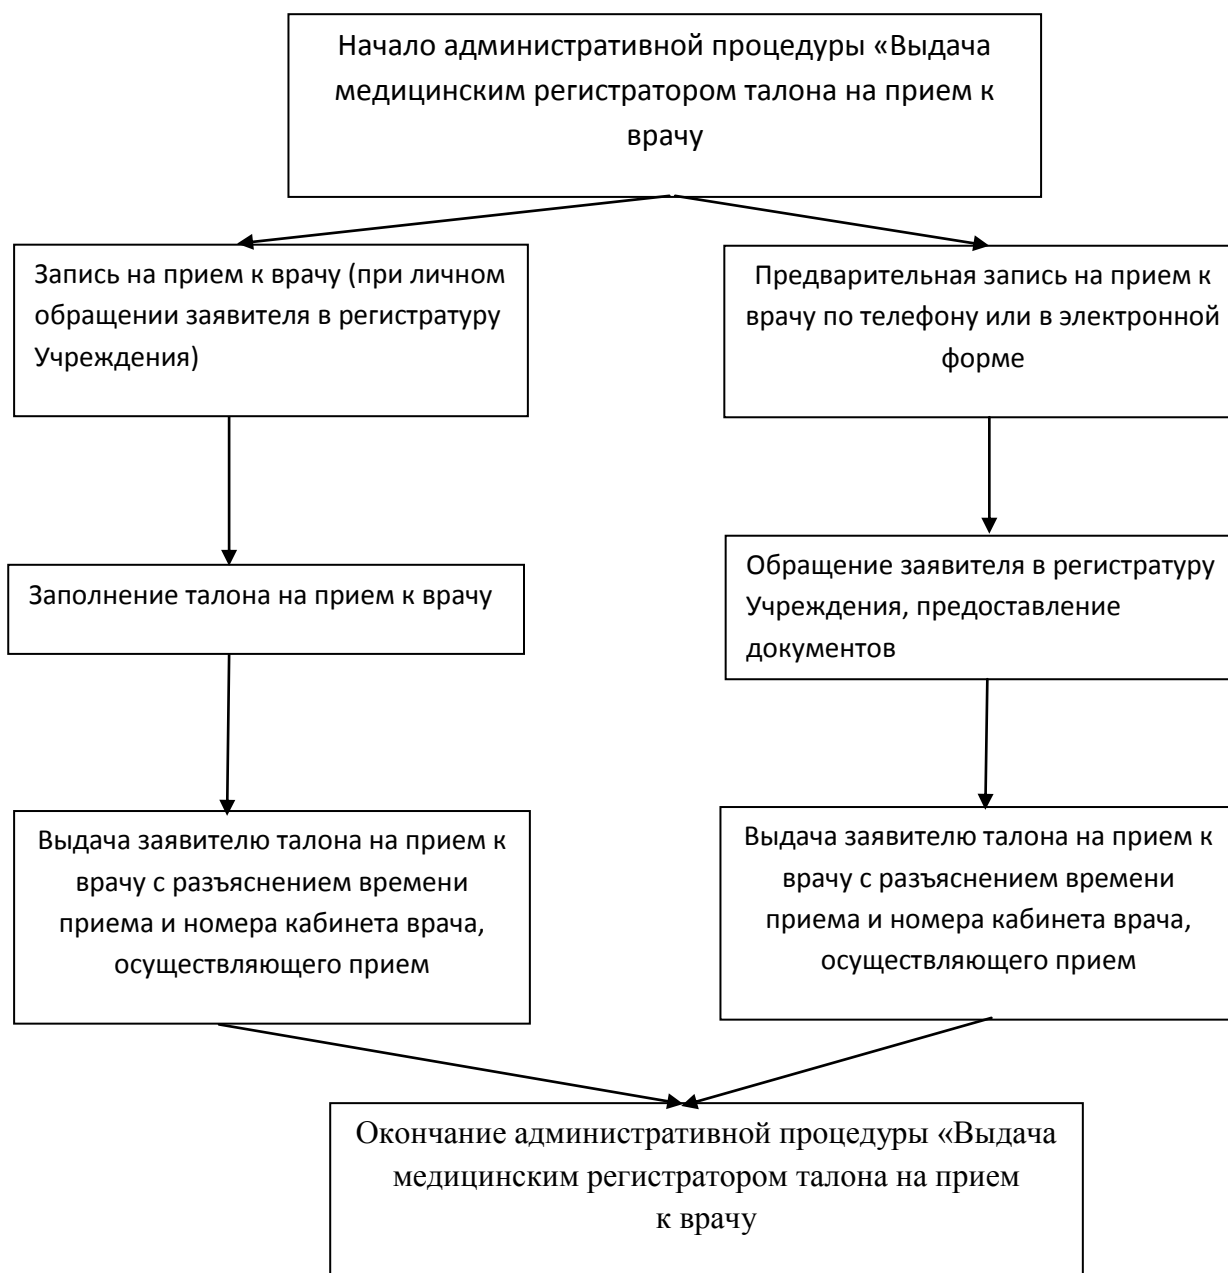 Начало административной процедуры «Выдача
медицинским регистратором талона на прием к
врачу
Запись на прием к врачу (при личном
обращении заявителя в регистратуру
Учреждения)
Предварительная запись на прием к
врачу по телефону или в электронной
форме
Заполнение талона на прием к врачу
Обращение заявителя в регистратуру
Учреждения, предоставление
документов
Выдача заявителю талона на прием к
врачу с разъяснением времени
приема и номера кабинета врача,
осуществляющего прием
Выдача заявителю талона на прием к
врачу с разъяснением времени
приема и номера кабинета врача,
осуществляющего прием
Окончание административной процедуры «Выдача
медицинским регистратором талона на прием
к врачу